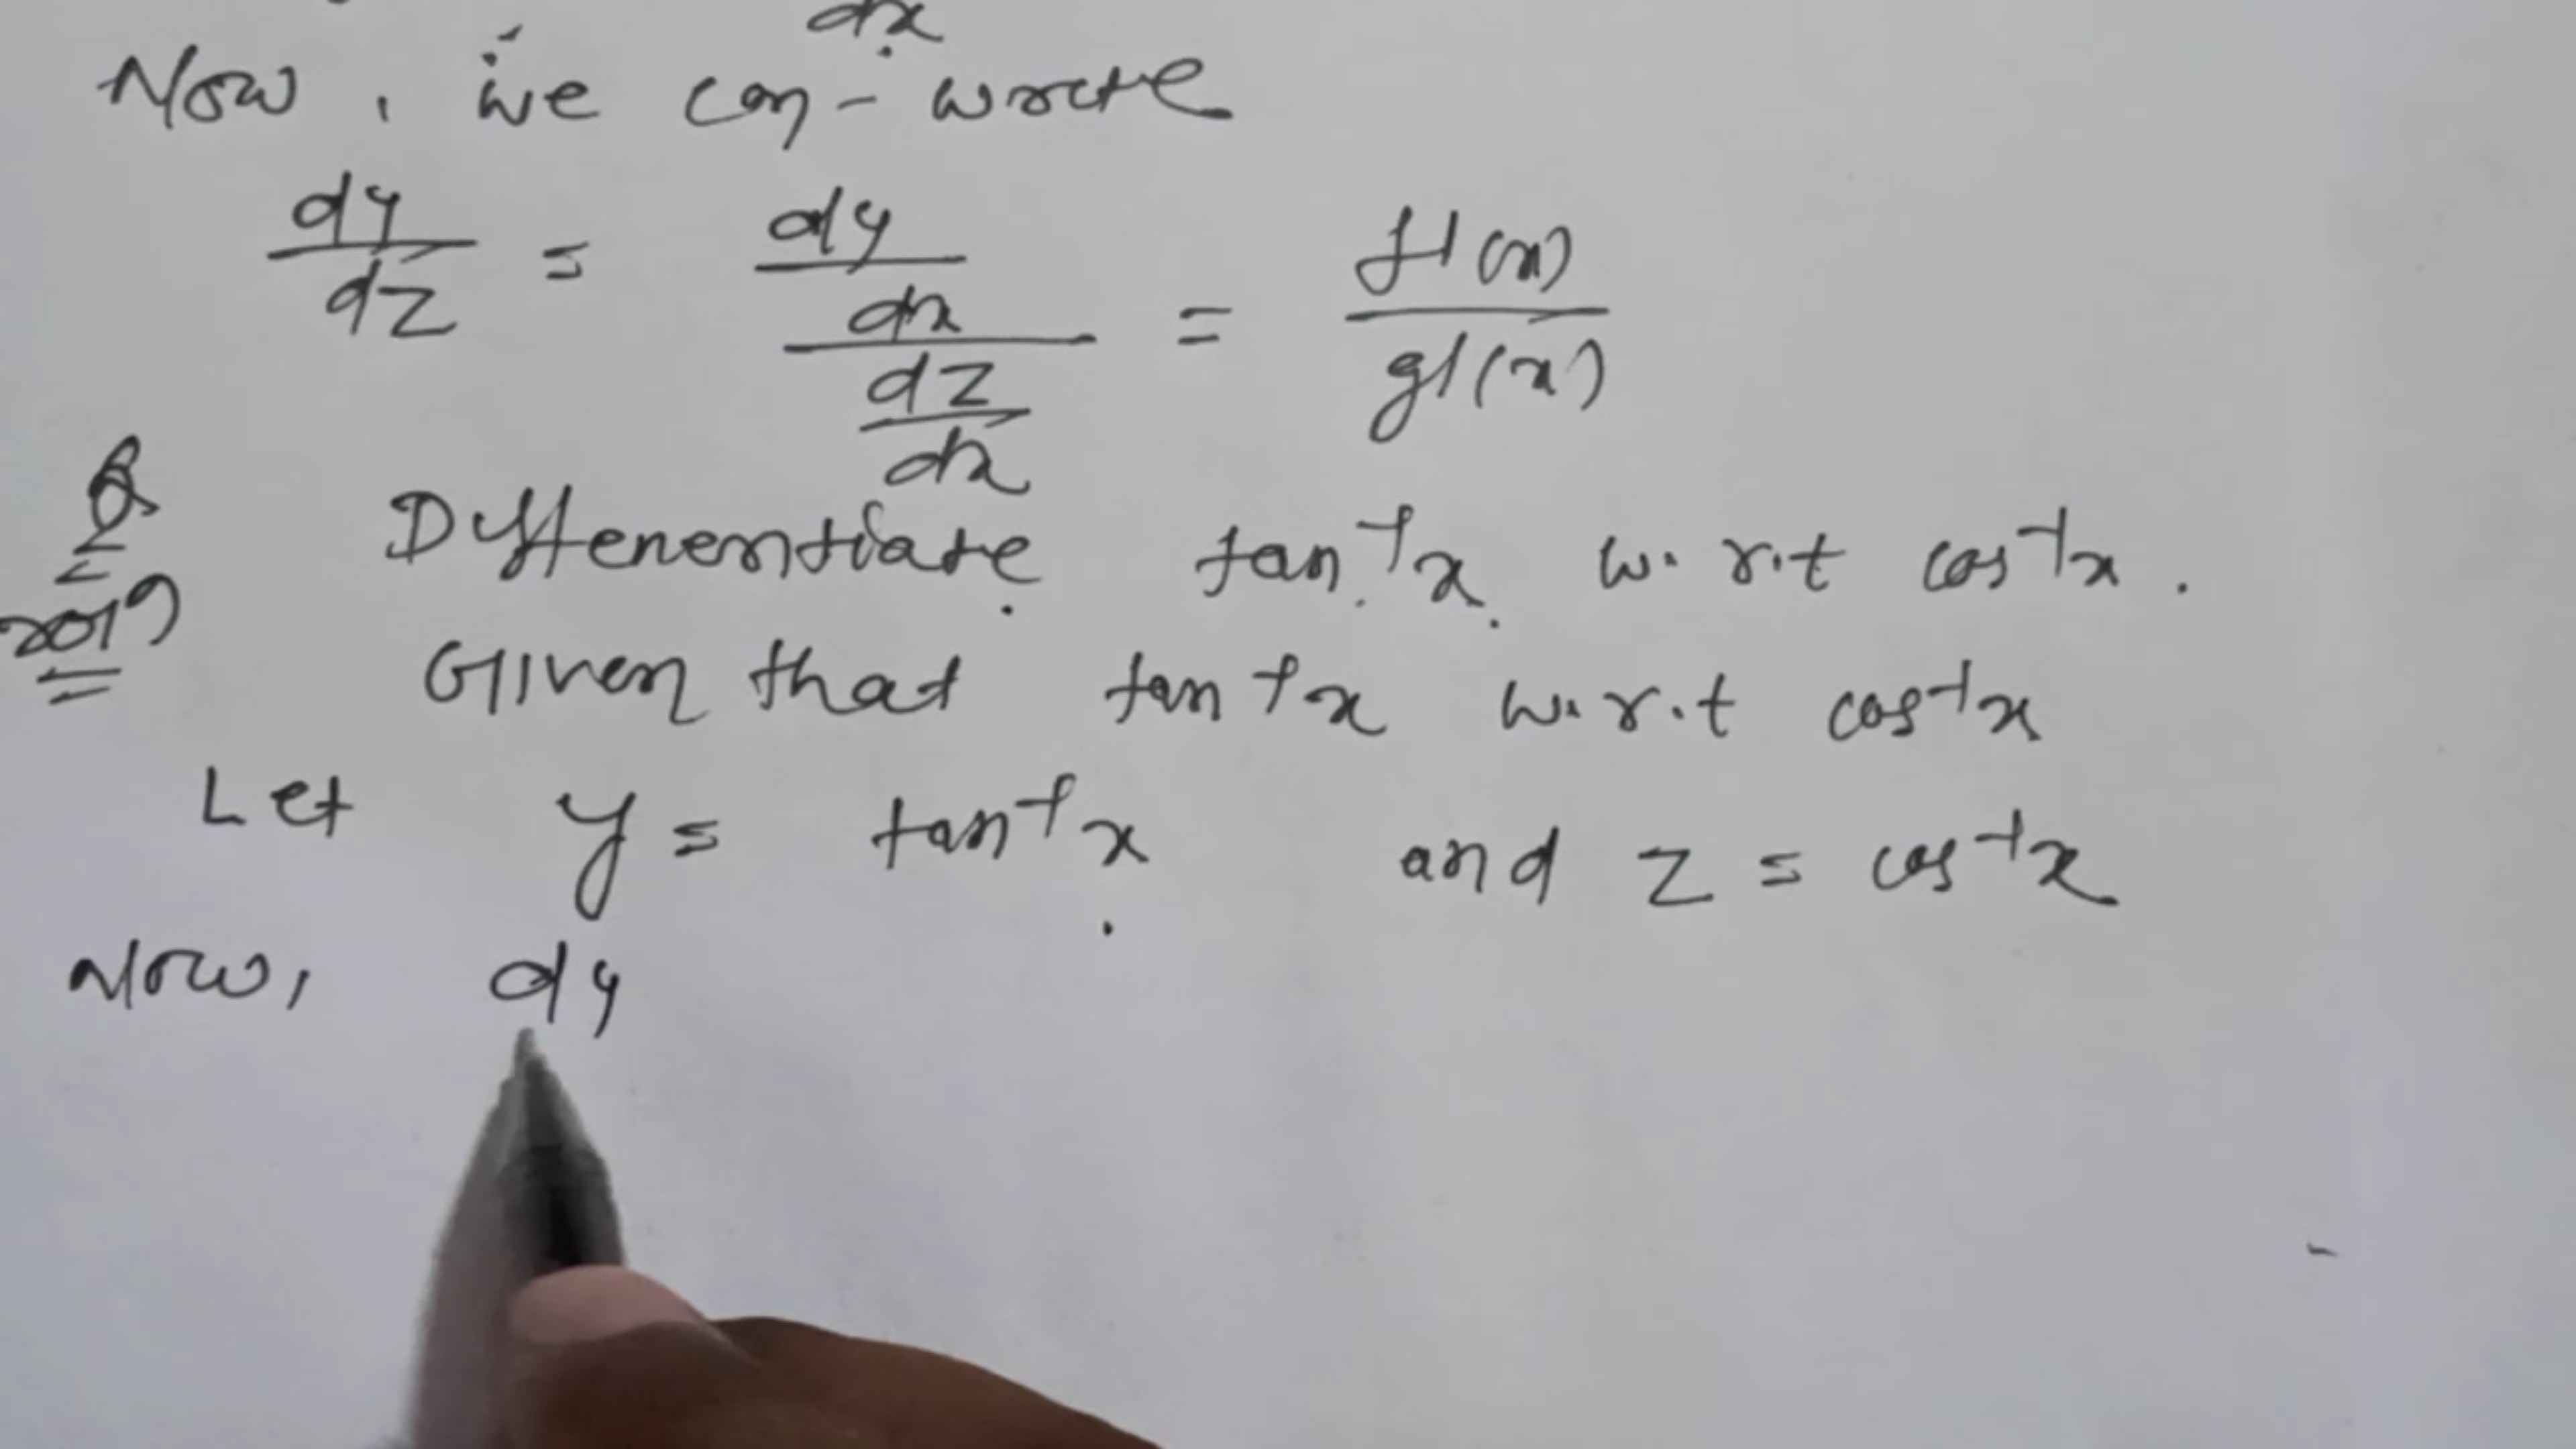 dx
Now, we can write
dy/dz = (dy/dx)/(dz/dx) = f'(x)/g'(x)
Q 2019 Differentiate tan⁻¹x w.r.t cos⁻¹x.
Given that tan⁻¹x w.r.t cos⁻¹x
Let y = tan⁻¹x and z = cos⁻¹x
Now, dy